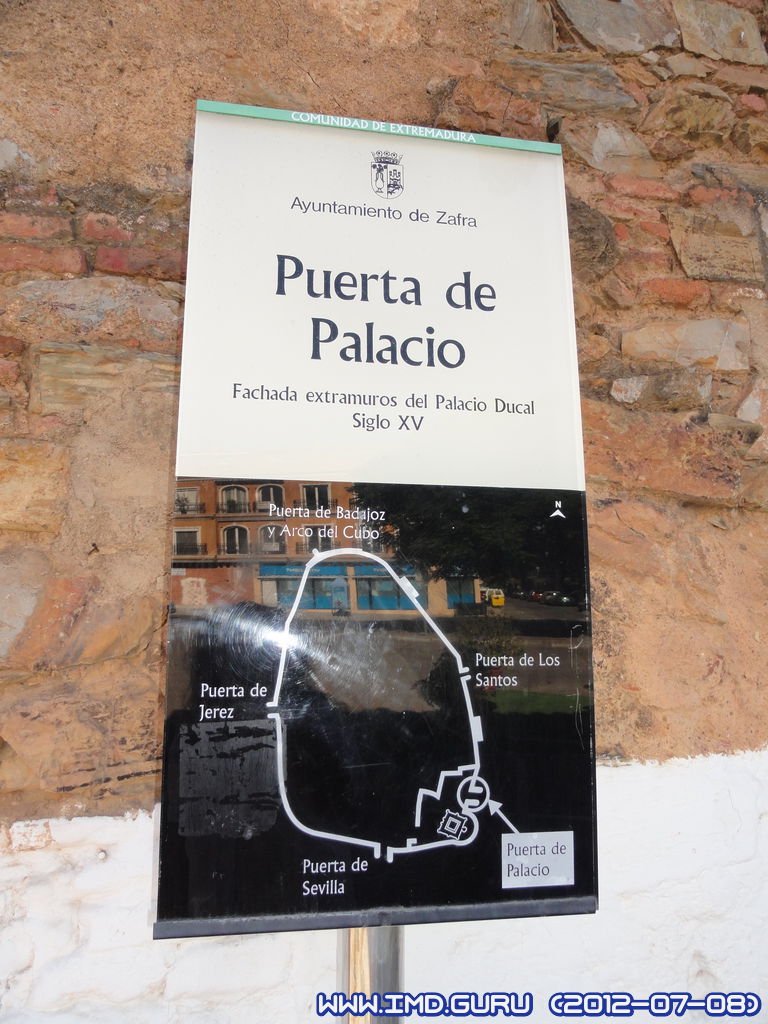 COMUNIDAD DE EXTREMADURA
Ayuntamiento de Zafra
Puerta de
Palacio
Fachada extramuros del Palacio Ducal
Siglo XV
N
Puerta de Badajoz
y Arco del Cubo
Puerta de Los
Santos
Puerta de
Jerez
Puerta de
Palacio
Puerta de
Sevilla
WWW.IMD.GURU (2012-07-08)